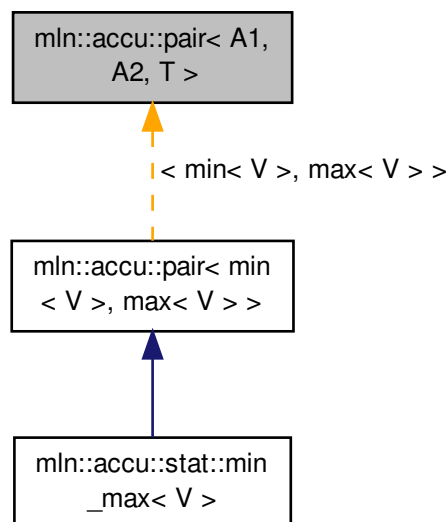 mln::accu::pair< A1,
A2, T >
< min< V >, max< V > >
mln::accu::pair< min
< V >, max< V > >
mln::accu::stat::min
_max< V >